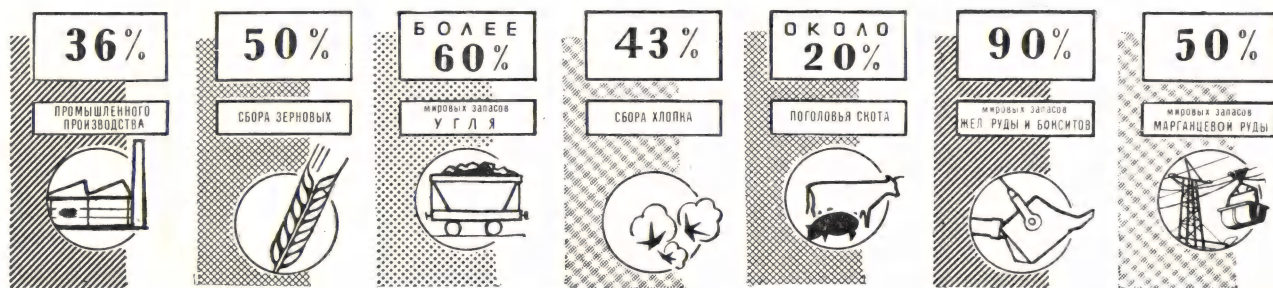 36%
ПРОМЫШЛЕННОГО
ПРОИЗВОДСТВА
50%
СБОРА ЗЕРНОВЫХ
БОЛЕЕ
60%
мировых запасов
УГЛЯ
43%
СБОРА ХЛОПКА
ОКОЛО
20%
ПОГОЛОВЬЯ СКОТА
90%
мировых запасов
ЖЕЛ РУДЫ И БОКСИТОВ
50%
мировых запасов
МАРГАНЦЕВОЙ РУДЫ